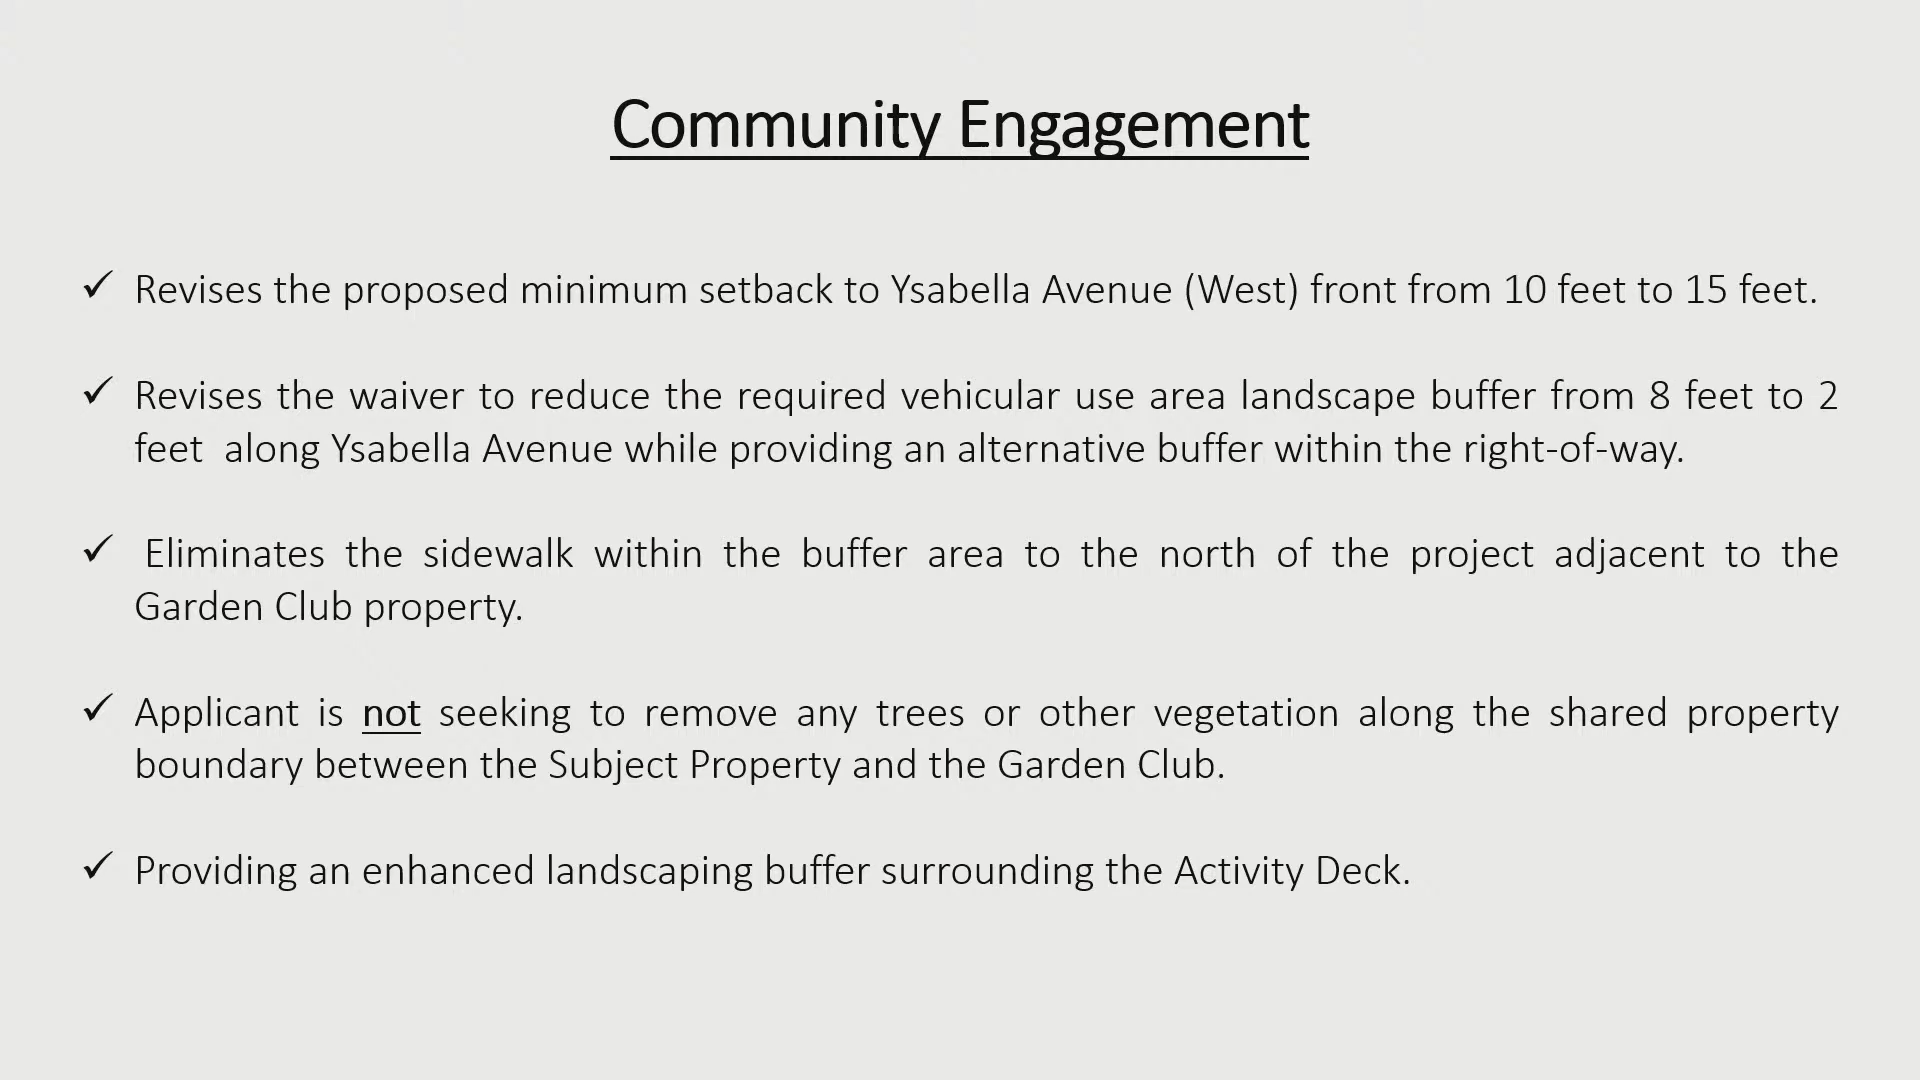 Community Engagement
✓ Revises the proposed minimum setback to Ysabella Avenue (West) front from 10 feet to 15 feet.
✓ Revises the waiver to reduce the required vehicular use area landscape buffer from 8 feet to 2
feet along Ysabella Avenue while providing an alternative buffer within the right-of-way.
✓ Eliminates the sidewalk within the buffer area to the north of the project adjacent to the
Garden Club property.
✓ Applicant is not seeking to remove any trees or other vegetation along the shared property
boundary between the Subject Property and the Garden Club.
✓ Providing an enhanced landscaping buffer surrounding the Activity Deck.